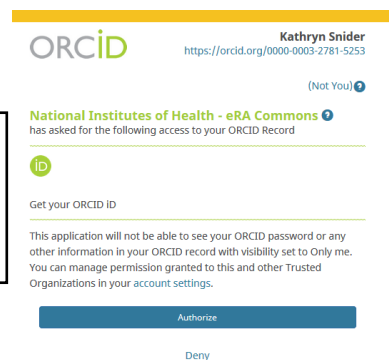 ORCID
Kathryn Snider
https://orcid.org/0000-0003-2781-5253
(Not You)?
National Institutes of Health - eRA Commons ?
has asked for the following access to your ORCID Record
iD
Get your ORCID iD
This application will not be able to see your ORCID password or any
other information in your ORCID record with visibility set to Only me.
You can manage permission granted to this and other Trusted
Organizations in your account settings.
Authorize
Deny